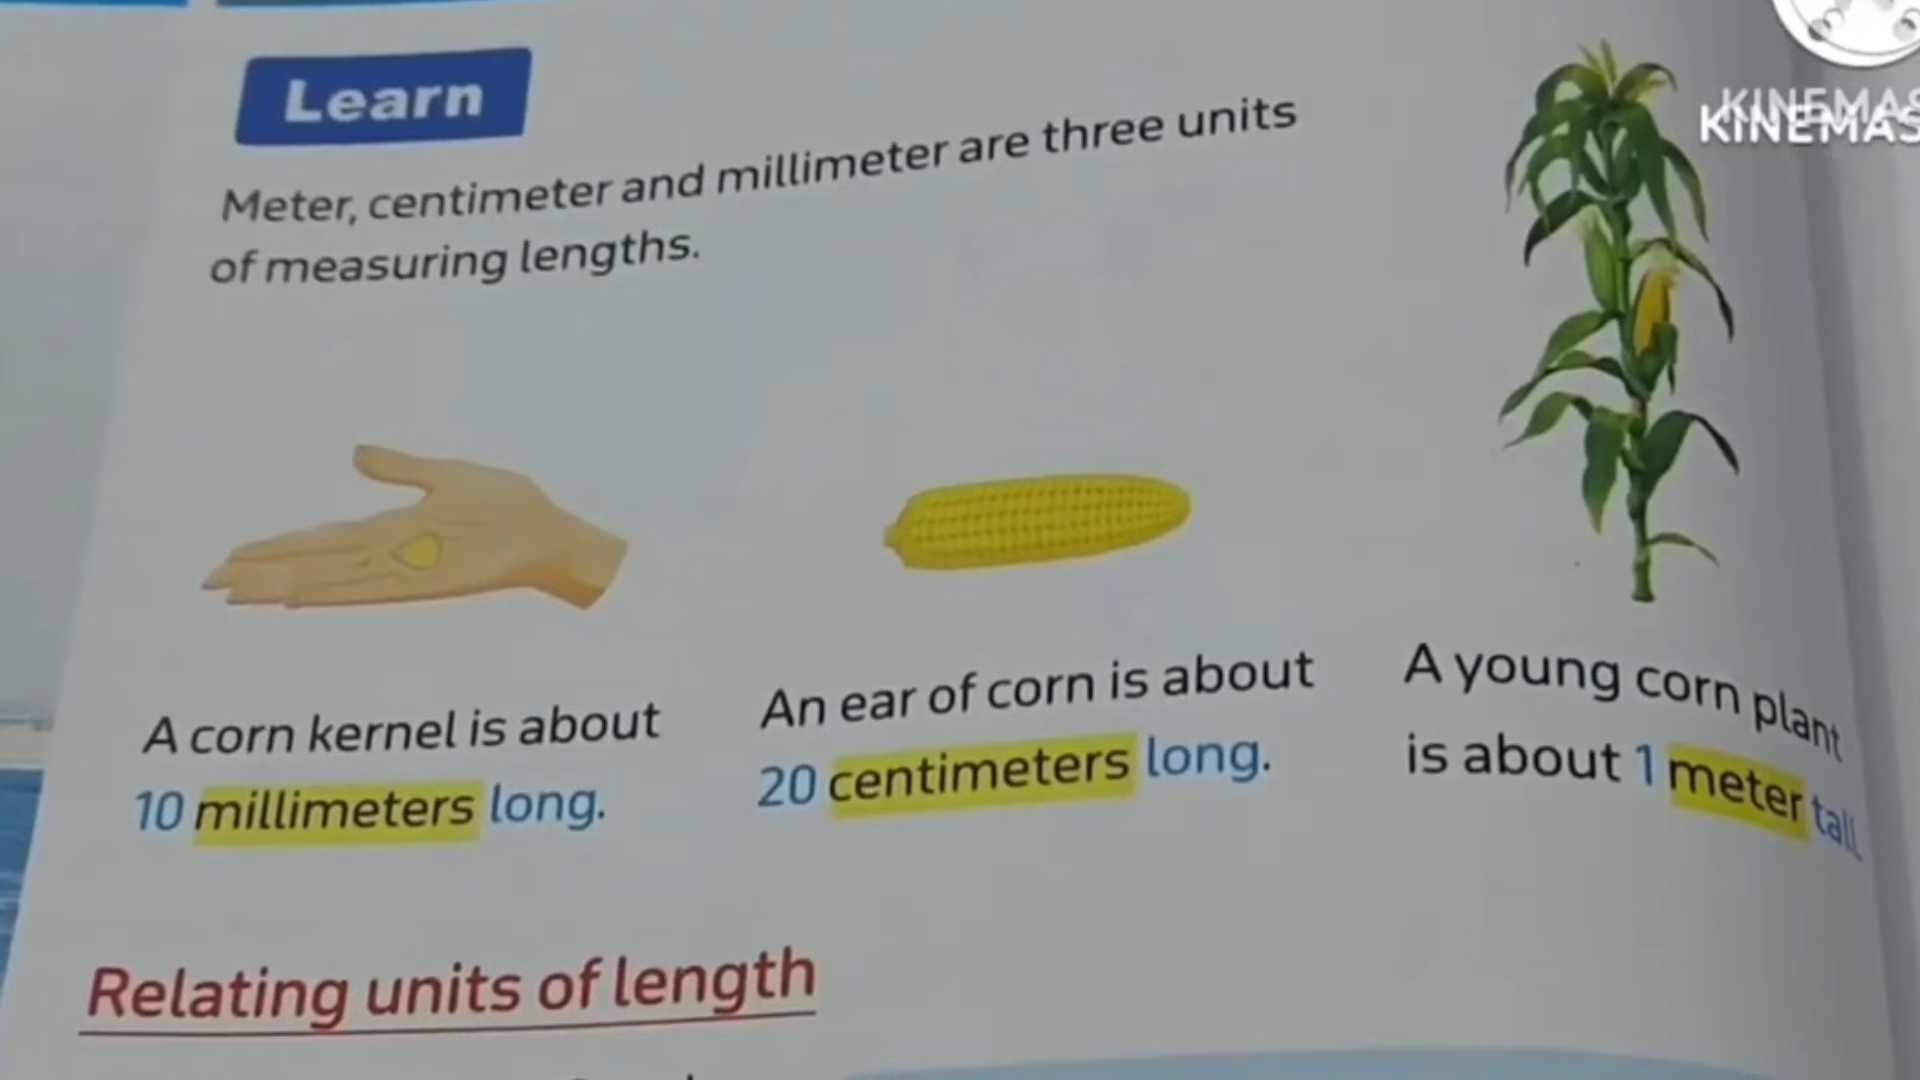 Learn
Meter, centimeter and millimeter are three units
of measuring lengths.
A corn kernel is about
10 millimeters long.
An ear of corn is about
20 centimeters long.
A young corn plant
is about 1 meter tall.
Relating units of length
KINEMAS
KINEMAS